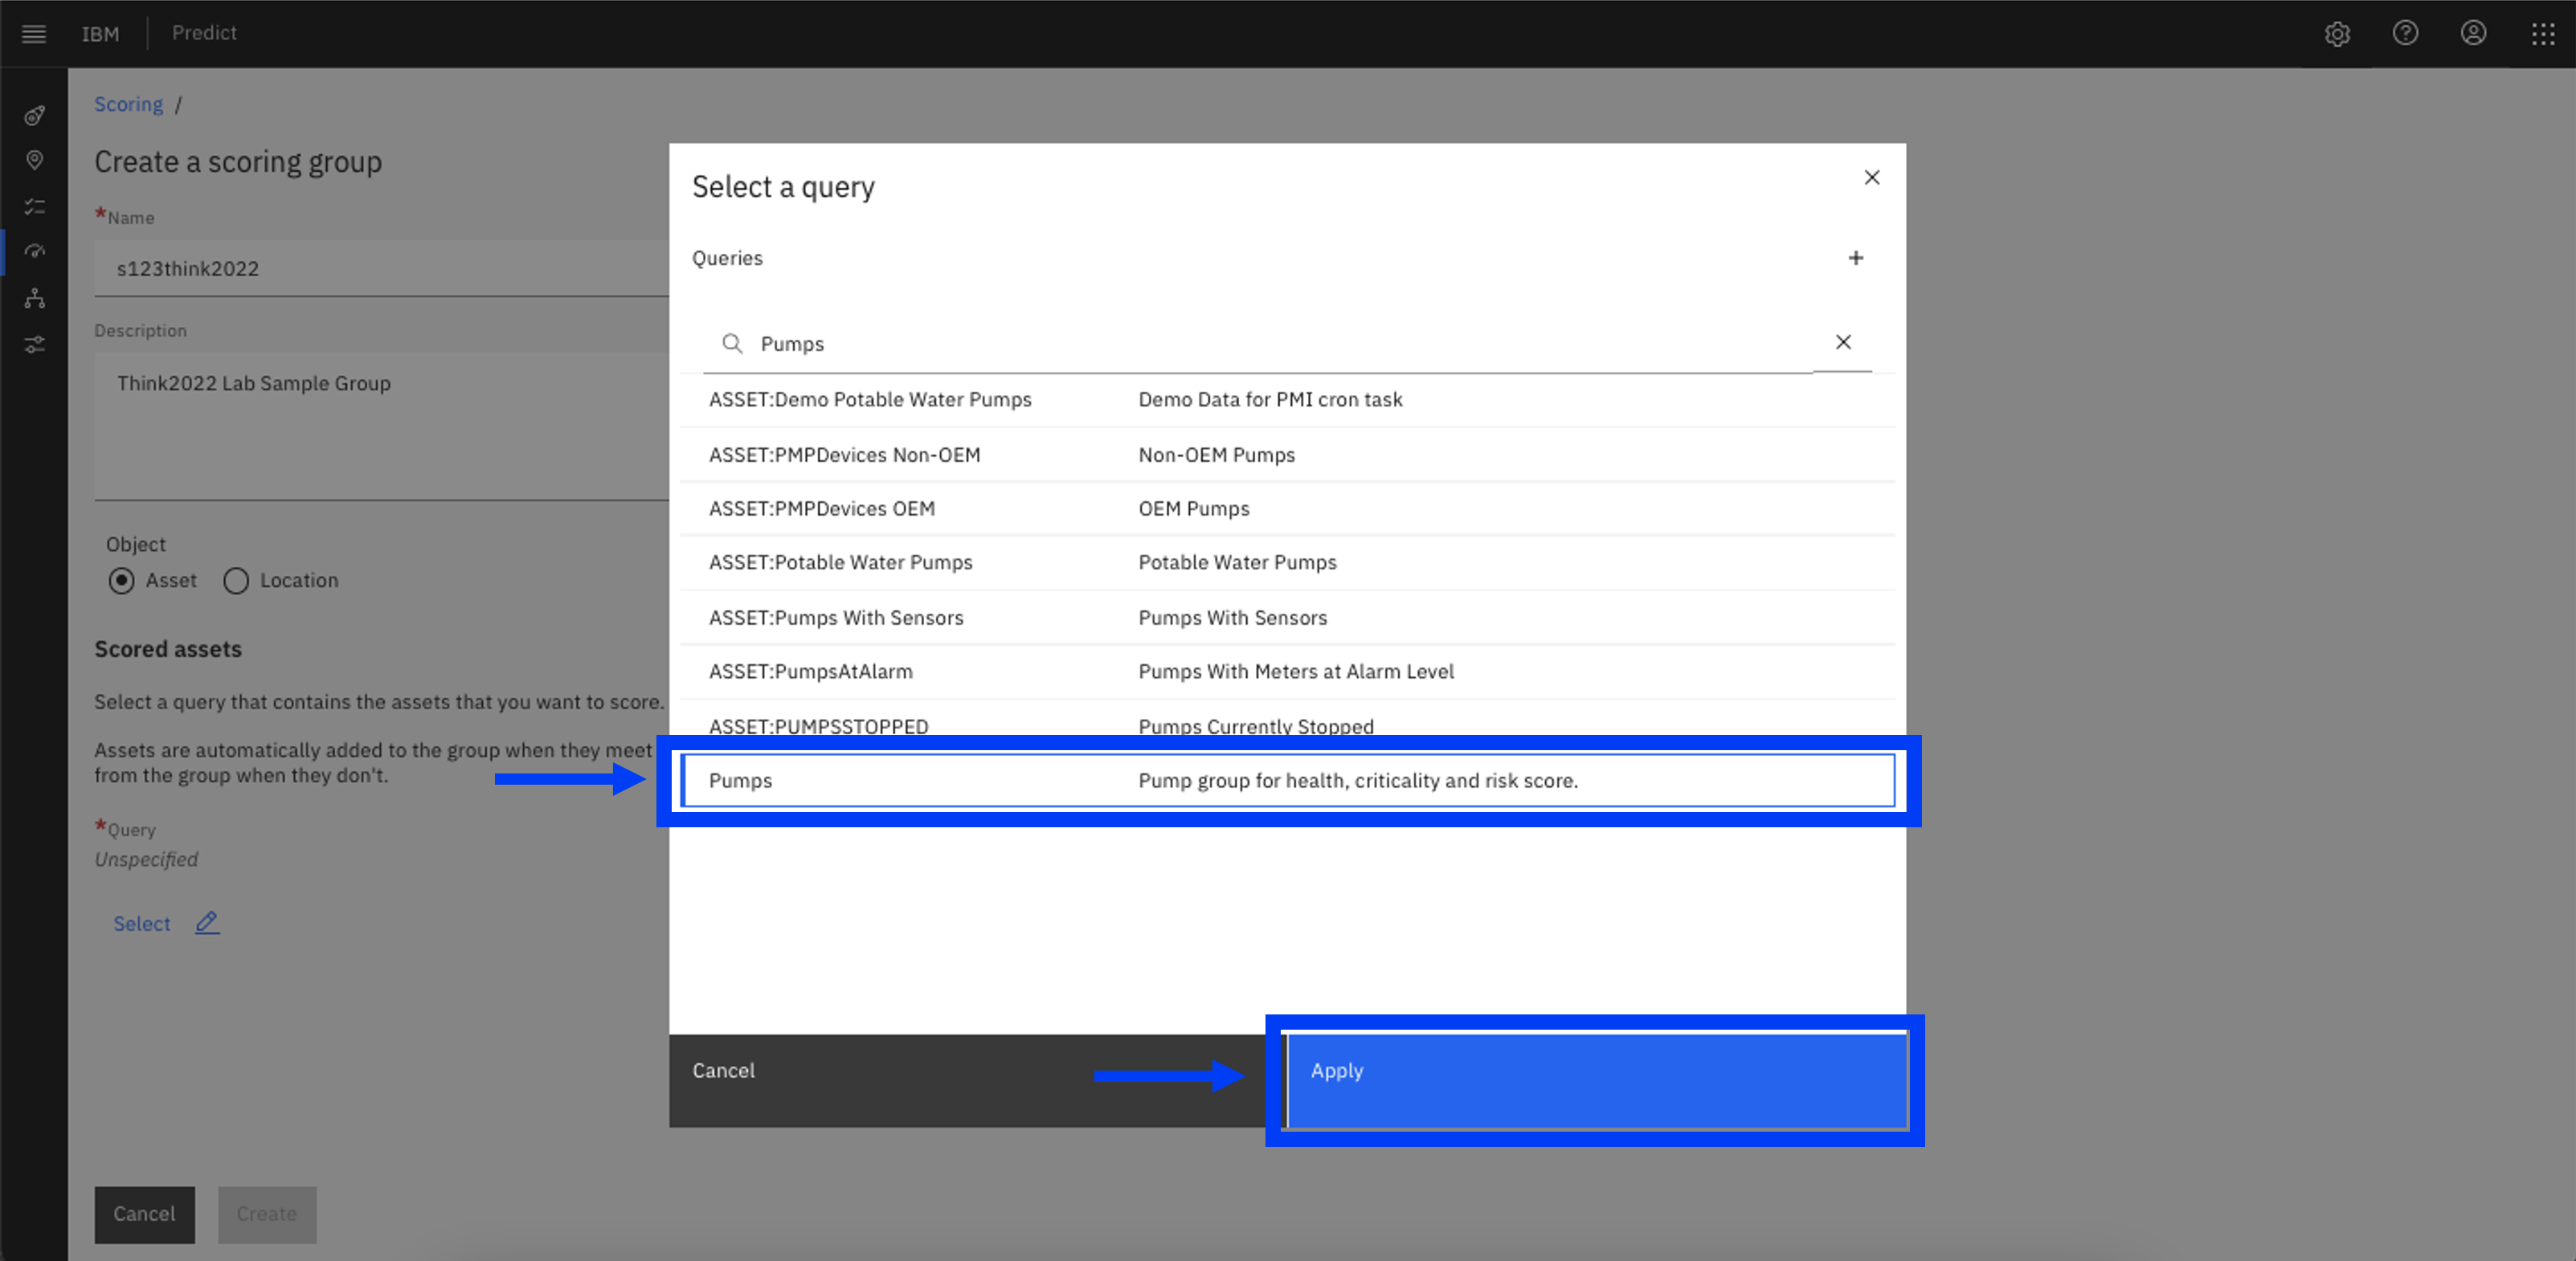 IBM Predict
Scoring /
Create a scoring group
*Name
s123think2022
Description
Think2022 Lab Sample Group
Object
Asset Location
Scored assets
Select a query that contains the assets that you want to score.
Assets are automatically added to the group when they meet
from the group when they don't.
*Query
Unspecified
Select
Cancel Create
Select a query
Queries
Pumps
ASSET:Demo Potable Water Pumps Demo Data for PMI cron task
ASSET:PMPDevices Non-OEM Non-OEM Pumps
ASSET:PMPDevices OEM OEM Pumps
ASSET:Potable Water Pumps Potable Water Pumps
ASSET:Pumps With Sensors Pumps With Sensors
ASSET:PumpsAtAlarm Pumps With Meters at Alarm Level
ASSET:PUMPSSTOPPED Pumps Currently Stopped
Pumps Pump group for health, criticality and risk score.
Cancel Apply